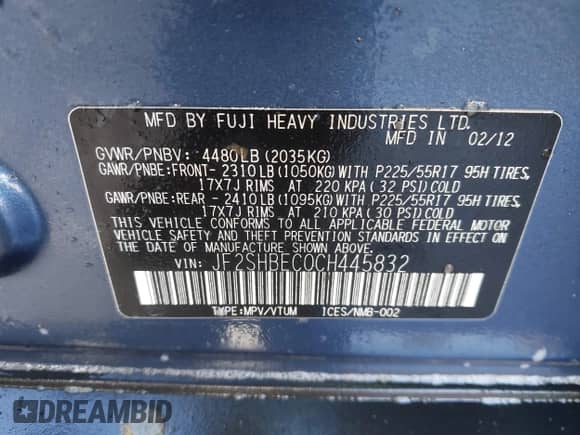 MFD BY FUJI HEAVY INDUSTRIES LTD.
MFD IN 02/12
GVWR/PNBV: 4480LB (2035KG)
GAWR/PNBE:FRONT- 2310 LB (1050KG) WITH P225/55R17 95H TIRES,
17X7J RIMS AT 220 KPA ( 32 PSI) COLD
GAWR/PNBE:REAR - 2410 LB (1095KG) WITH P225/55R17 95H TIRES,
17X7J RIMS AT 210 KPA ( 30 PSI) COLD
THIS VEHICLE CONFORMS TO ALL APPLICABLE FEDERAL MOTOR
VEHICLE SAFETY AND THEFT PREVENTION STANDARDS IN EFFECT ON
THE DATE OF MANUFACTURE SHOWN ABOVE.
VIN: JF2SHBEC0CH445832
TYPE:MPV/VTUM ICES/NMB-002
DREAMBID